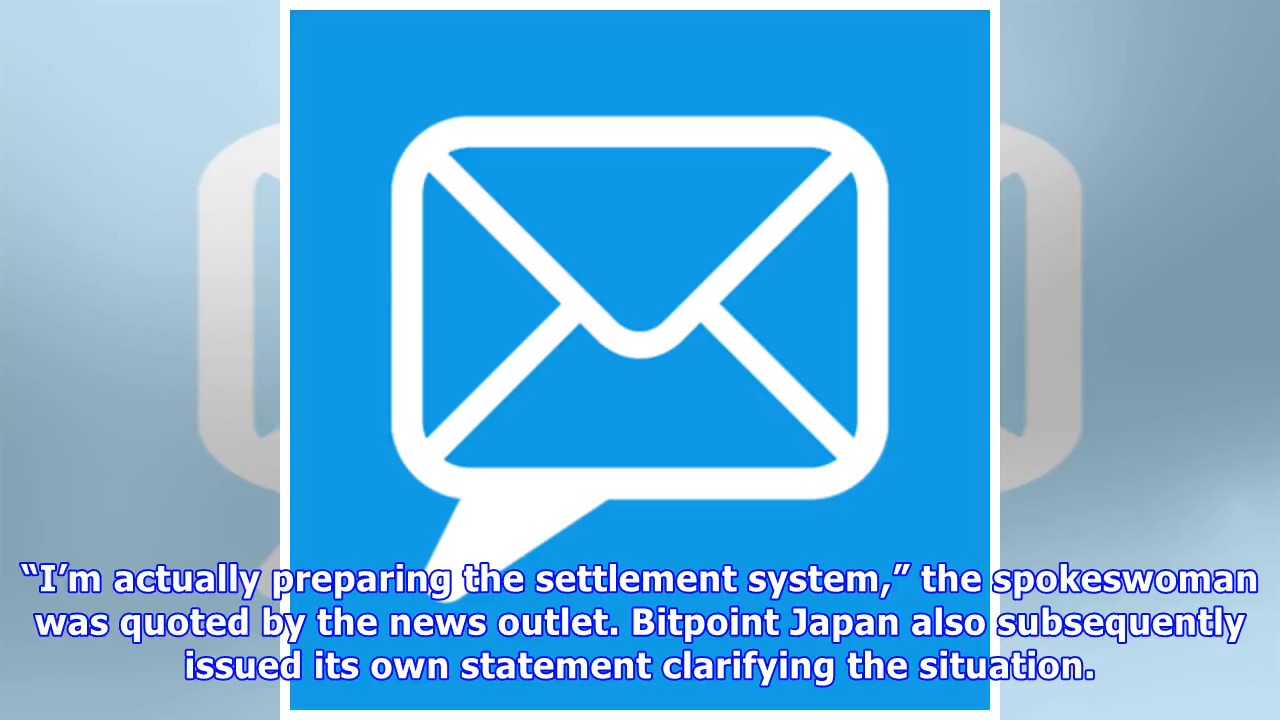 “I’m actually preparing the settlement system,” the spokeswoman
was quoted by the news outlet. Bitpoint Japan also subsequently
issued its own statement clarifying the situation.